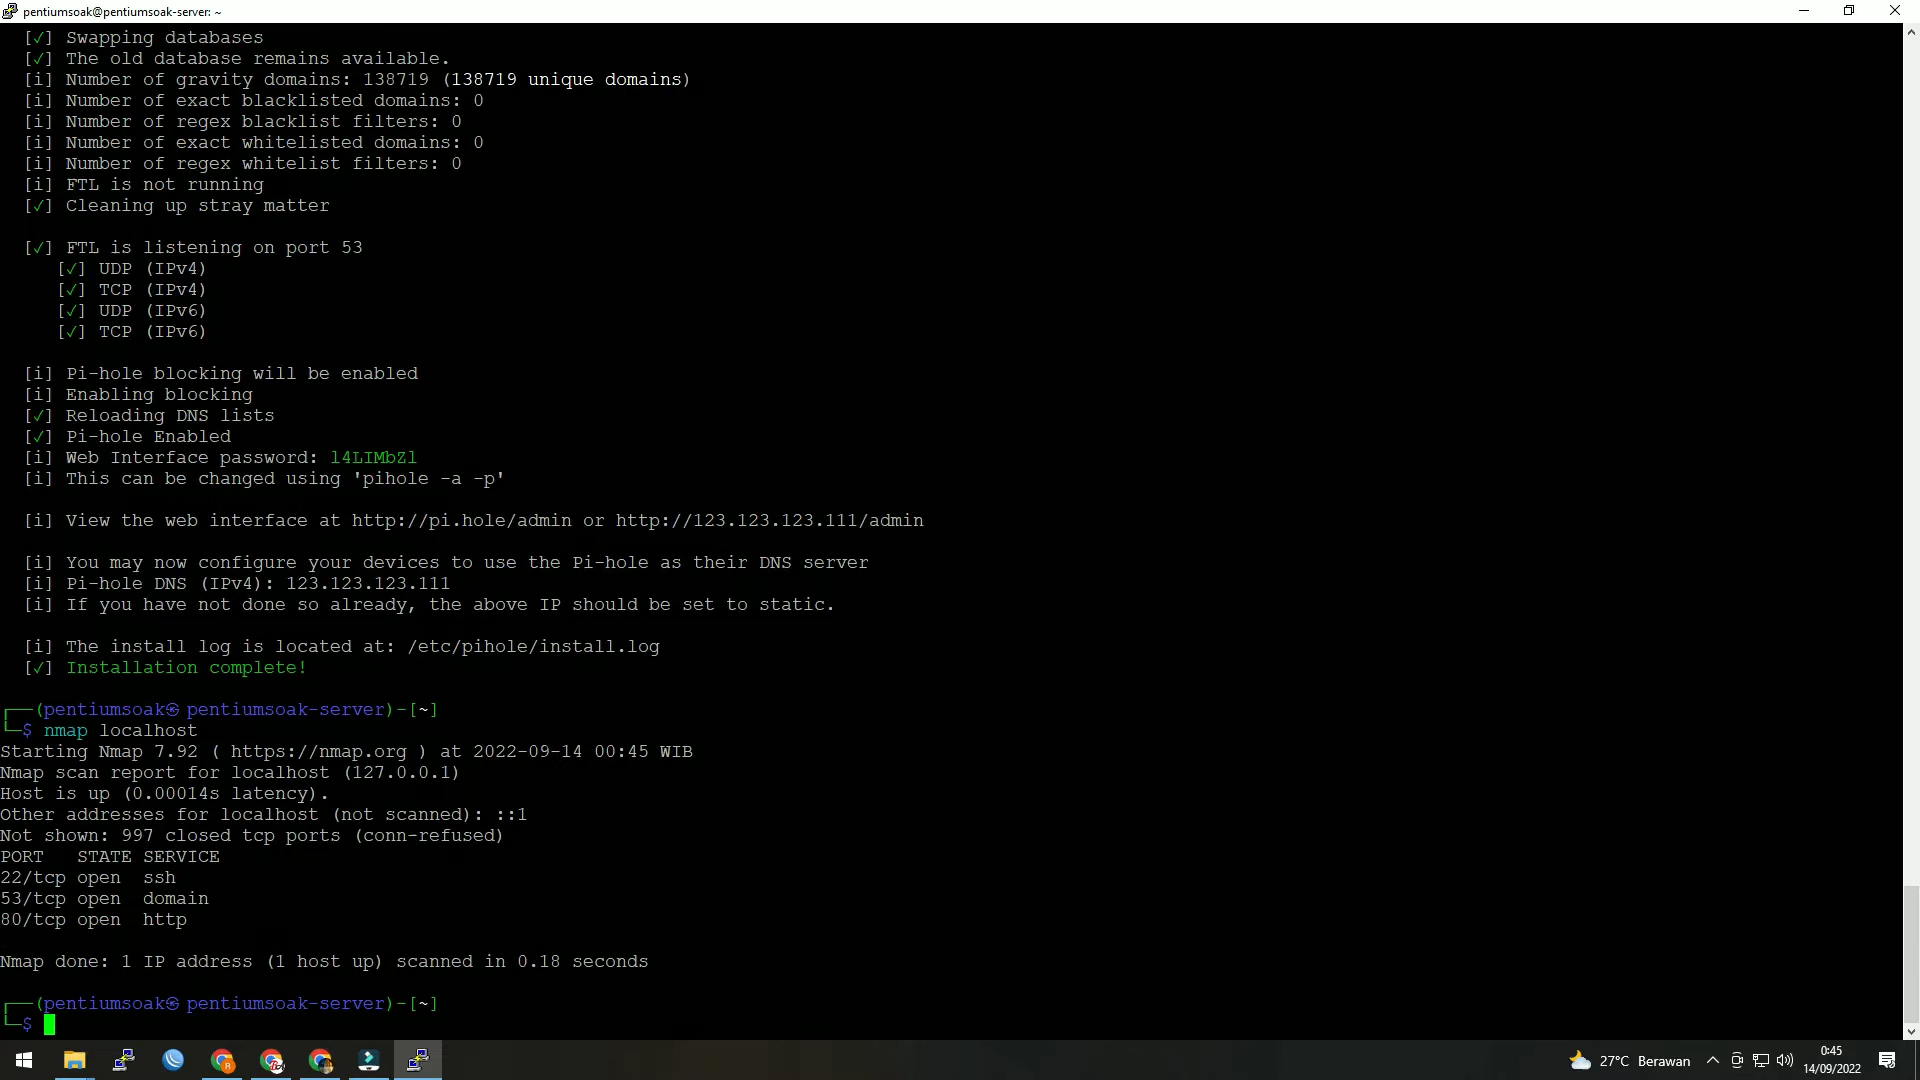 pentiumsoak@pentiumsoak-server: ~
[✓] Swapping databases
[✓] The old database remains available.
[i] Number of gravity domains: 138719 (138719 unique domains)
[i] Number of exact blacklisted domains: 0
[i] Number of regex blacklist filters: 0
[i] Number of exact whitelisted domains: 0
[i] Number of regex whitelist filters: 0
[i] FTL is not running
[✓] Cleaning up stray matter
[✓] FTL is listening on port 53
[✓] UDP (IPv4)
[✓] TCP (IPv4)
[✓] UDP (IPv6)
[✓] TCP (IPv6)
[i] Pi-hole blocking will be enabled
[i] Enabling blocking
[✓] Reloading DNS lists
[✓] Pi-hole Enabled
[i] Web Interface password: l4LIMbZl
[i] This can be changed using 'pihole -a -p'
[i] View the web interface at http://pi.hole/admin or http://123.123.123.111/admin
[i] You may now configure your devices to use the Pi-hole as their DNS server
[i] Pi-hole DNS (IPv4): 123.123.123.111
[i] If you have not done so already, the above IP should be set to static.
[i] The install log is located at: /etc/pihole/install.log
[✓] Installation complete!
┌──(pentiumsoak㉿ pentiumsoak-server)-[~]
└─$ nmap localhost
Starting Nmap 7.92 ( https://nmap.org ) at 2022-09-14 00:45 WIB
Nmap scan report for localhost (127.0.0.1)
Host is up (0.00014s latency).
Other addresses for localhost (not scanned): ::1
Not shown: 997 closed tcp ports (conn-refused)
PORT   STATE SERVICE
22/tcp open  ssh
53/tcp open  domain
80/tcp open  http
Nmap done: 1 IP address (1 host up) scanned in 0.18 seconds
┌──(pentiumsoak㉿ pentiumsoak-server)-[~]
└─$
27°C Berawan
0:45
14/09/2022